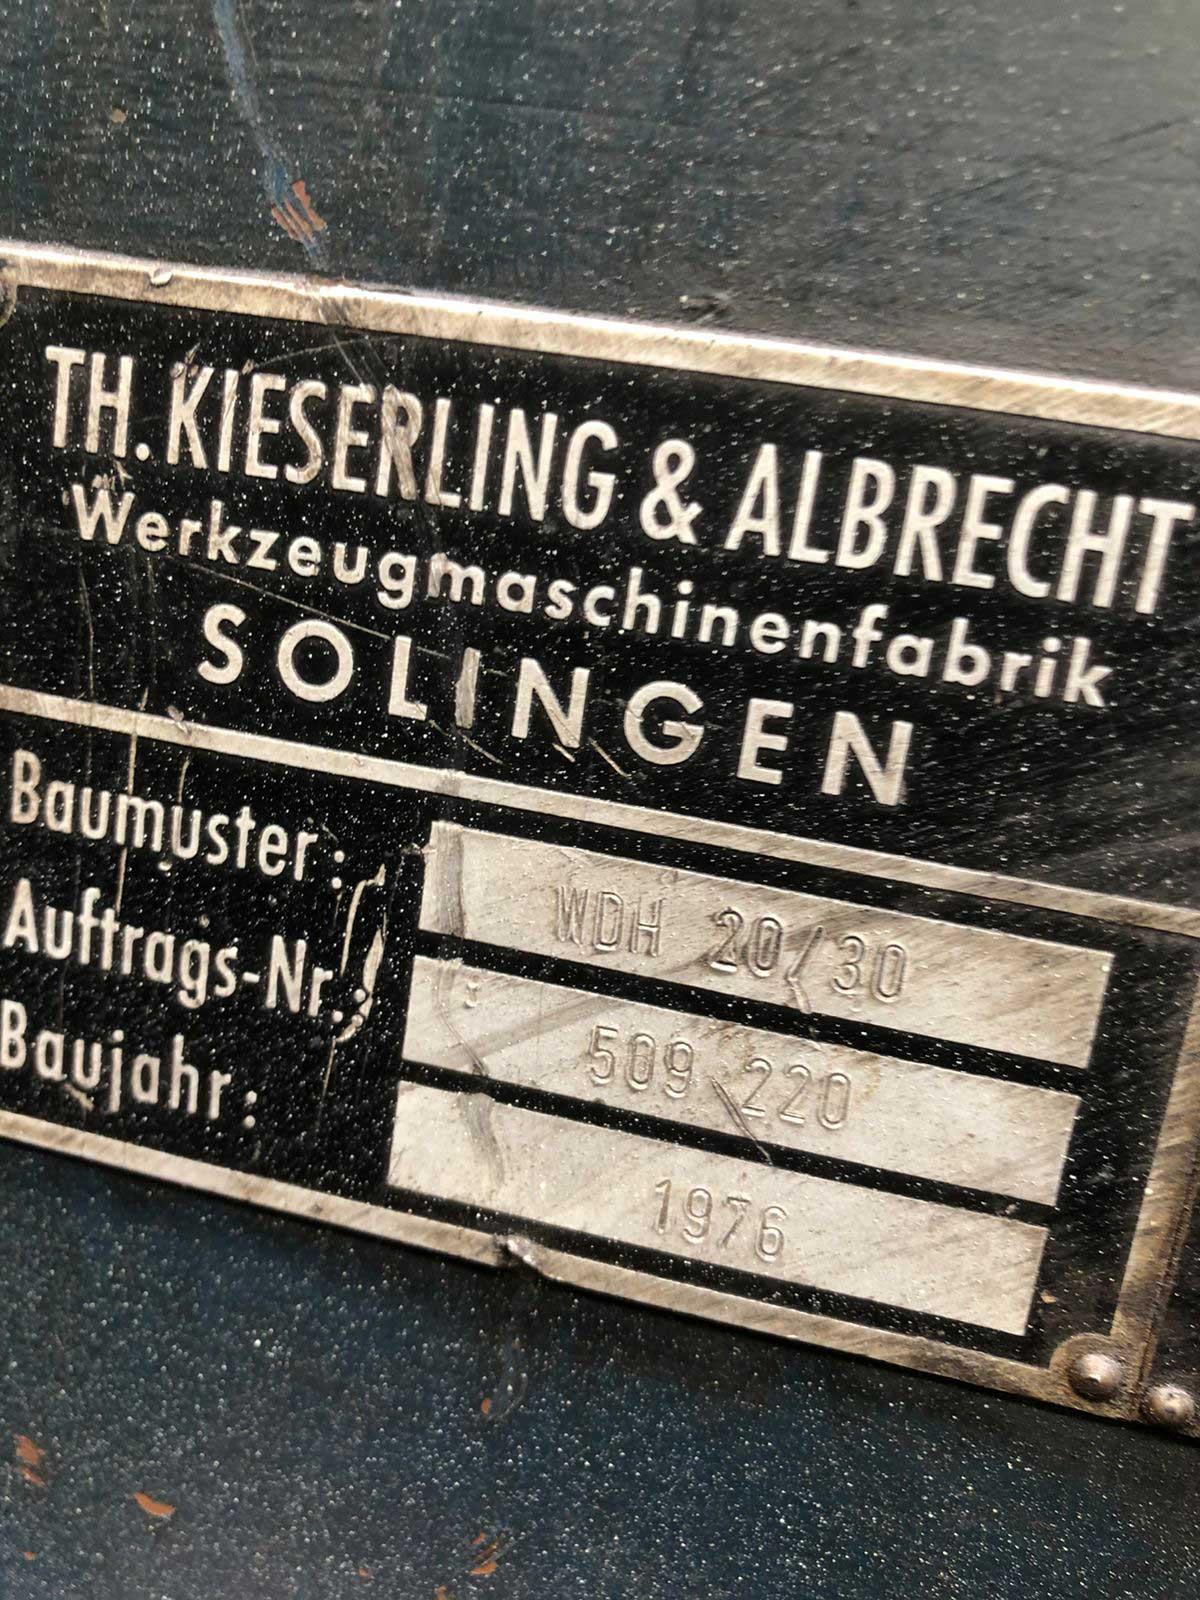 TH. KIESERLING & ALBRECHT
Werkzeugmaschinenfabrik
SOLINGEN
Baumuster: WDH 20/30
Auftrags-Nr.: 509 220
Baujahr: 1976